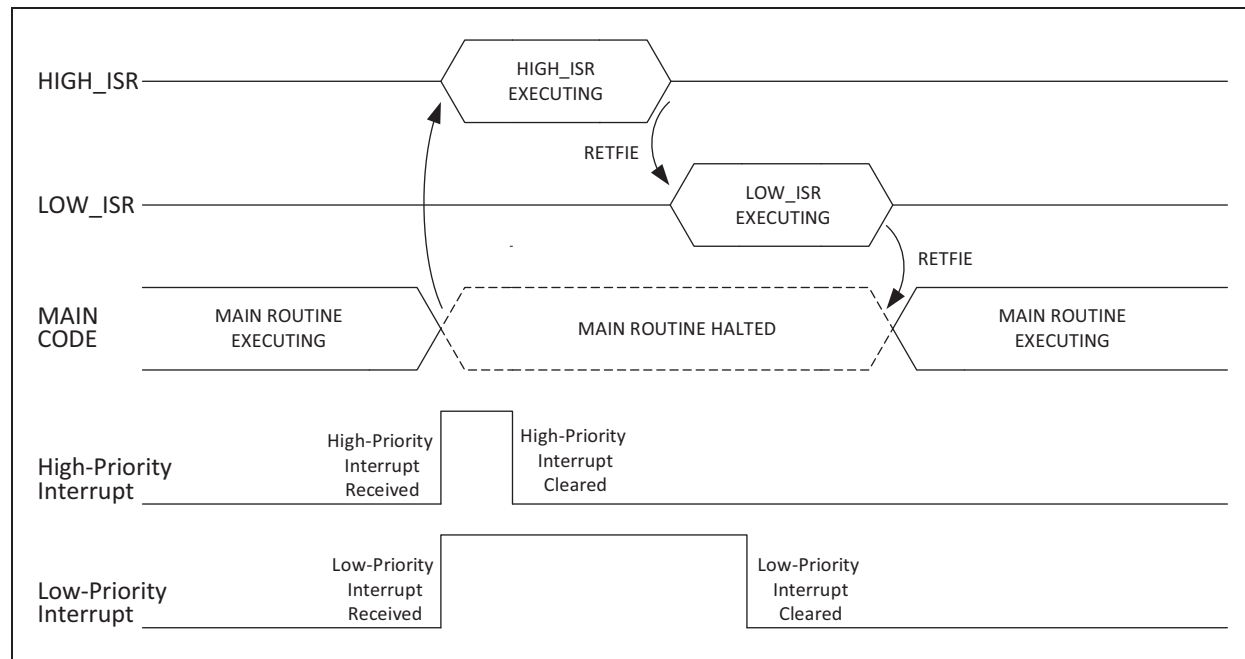 HIGH_ISR
HIGH_ISR
EXECUTING
RETFIE
LOW_ISR
LOW_ISR
EXECUTING
RETFIE
MAIN
CODE
MAIN ROUTINE
EXECUTING
MAIN ROUTINE HALTED
MAIN ROUTINE
EXECUTING
High-Priority
Interrupt
High-Priority
Interrupt
Received
High-Priority
Interrupt
Cleared
Low-Priority
Interrupt
Low-Priority
Interrupt
Received
Low-Priority
Interrupt
Cleared